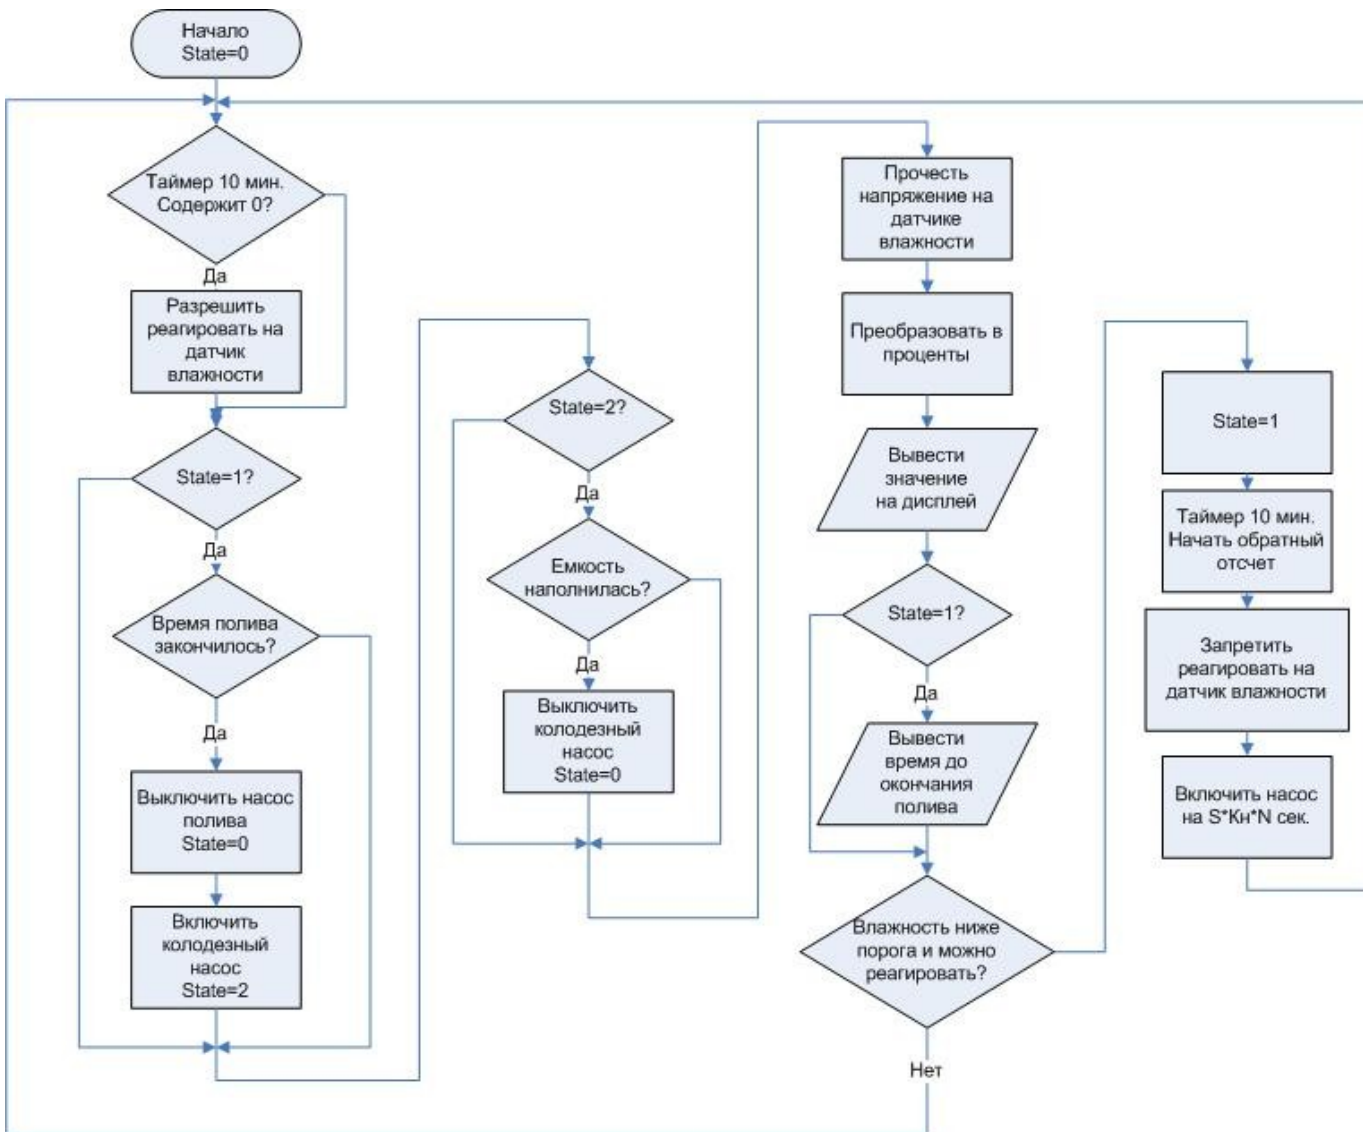 Начало
State=0
Таймер 10 мин.
Содержит 0?
Да
Разрешить
реагировать на
датчик
влажности
State=1?
Да
Время полива
закончилось?
Да
Выключить насос
полива
State=0
Включить
колодезный
насос
State=2
State=2?
Да
Емкость
наполнилась?
Да
Выключить
колодезный
насос
State=0
Прочесть
напряжение на
датчике
влажности
Преобразовать в
проценты
Вывести
значение
на дисплей
State=1?
Да
Вывести
время до
окончания
полива
Влажность ниже
порога и можно
реагировать?
Нет
State=1
Таймер 10 мин.
Начать обратный
отсчет
Запретить
реагировать на
датчик влажности
Включить насос
на S*Кн*N сек.